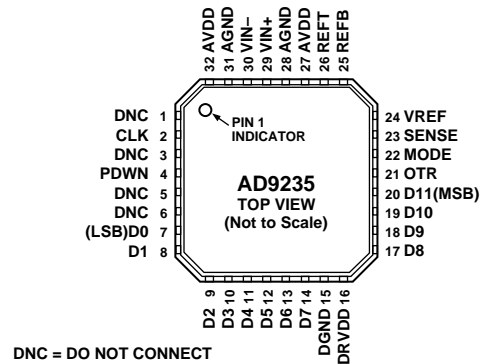 32 AVDD
31 AGND
30 VIN–
29 VIN+
28 AGND
27 AVDD
26 REFT
25 REFB
DNC 1
CLK 2
DNC 3
PDWN 4
DNC 5
DNC 6
(LSB)D0 7
D1 8
PIN 1
INDICATOR
AD9235
TOP VIEW
(Not to Scale)
24 VREF
23 SENSE
22 MODE
21 OTR
20 D11(MSB)
19 D10
18 D9
17 D8
D2 9
D3 10
D4 11
D5 12
D6 13
D7 14
DGND 15
DRVDD 16
DNC = DO NOT CONNECT